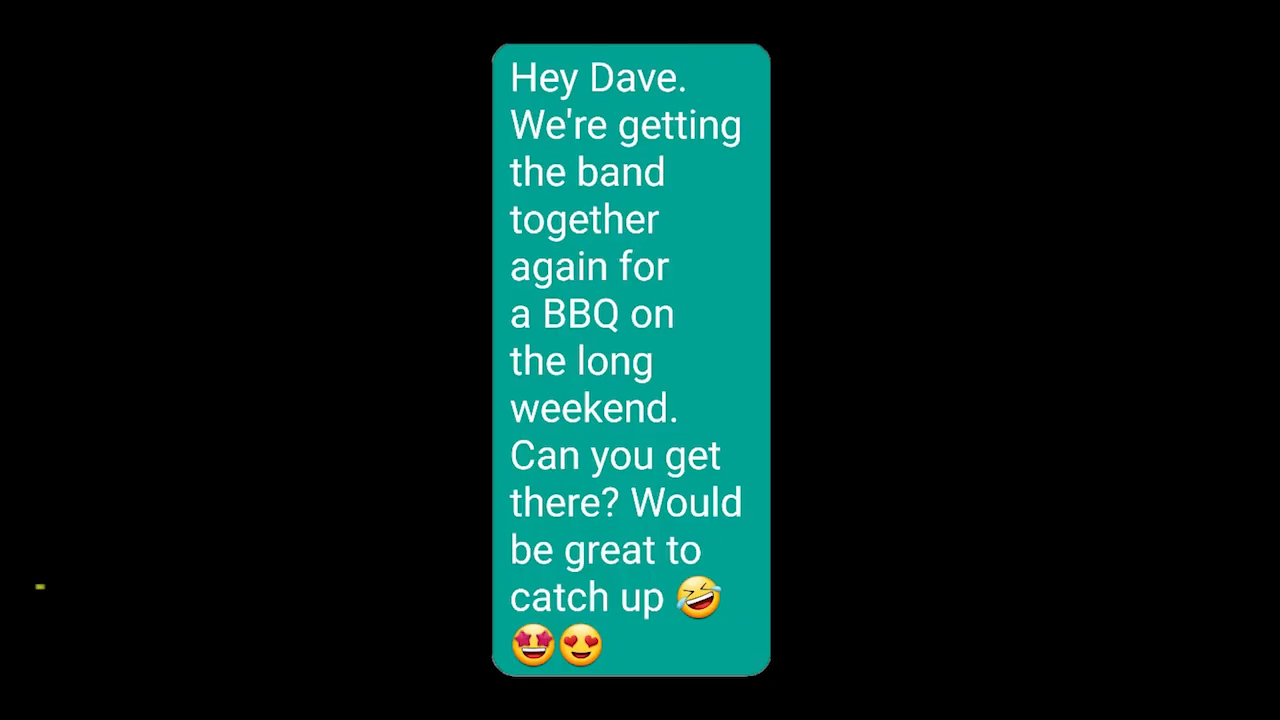 Hey Dave.
We're getting
the band
together
again for
a BBQ on
the long
weekend.
Can you get
there? Would
be great to
catch up 🤣
🤩😍